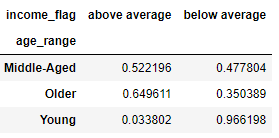 income_flag above average below average
age_range
Middle-Aged 0.522196 0.477804
Older 0.649611 0.350389
Young 0.033802 0.966198